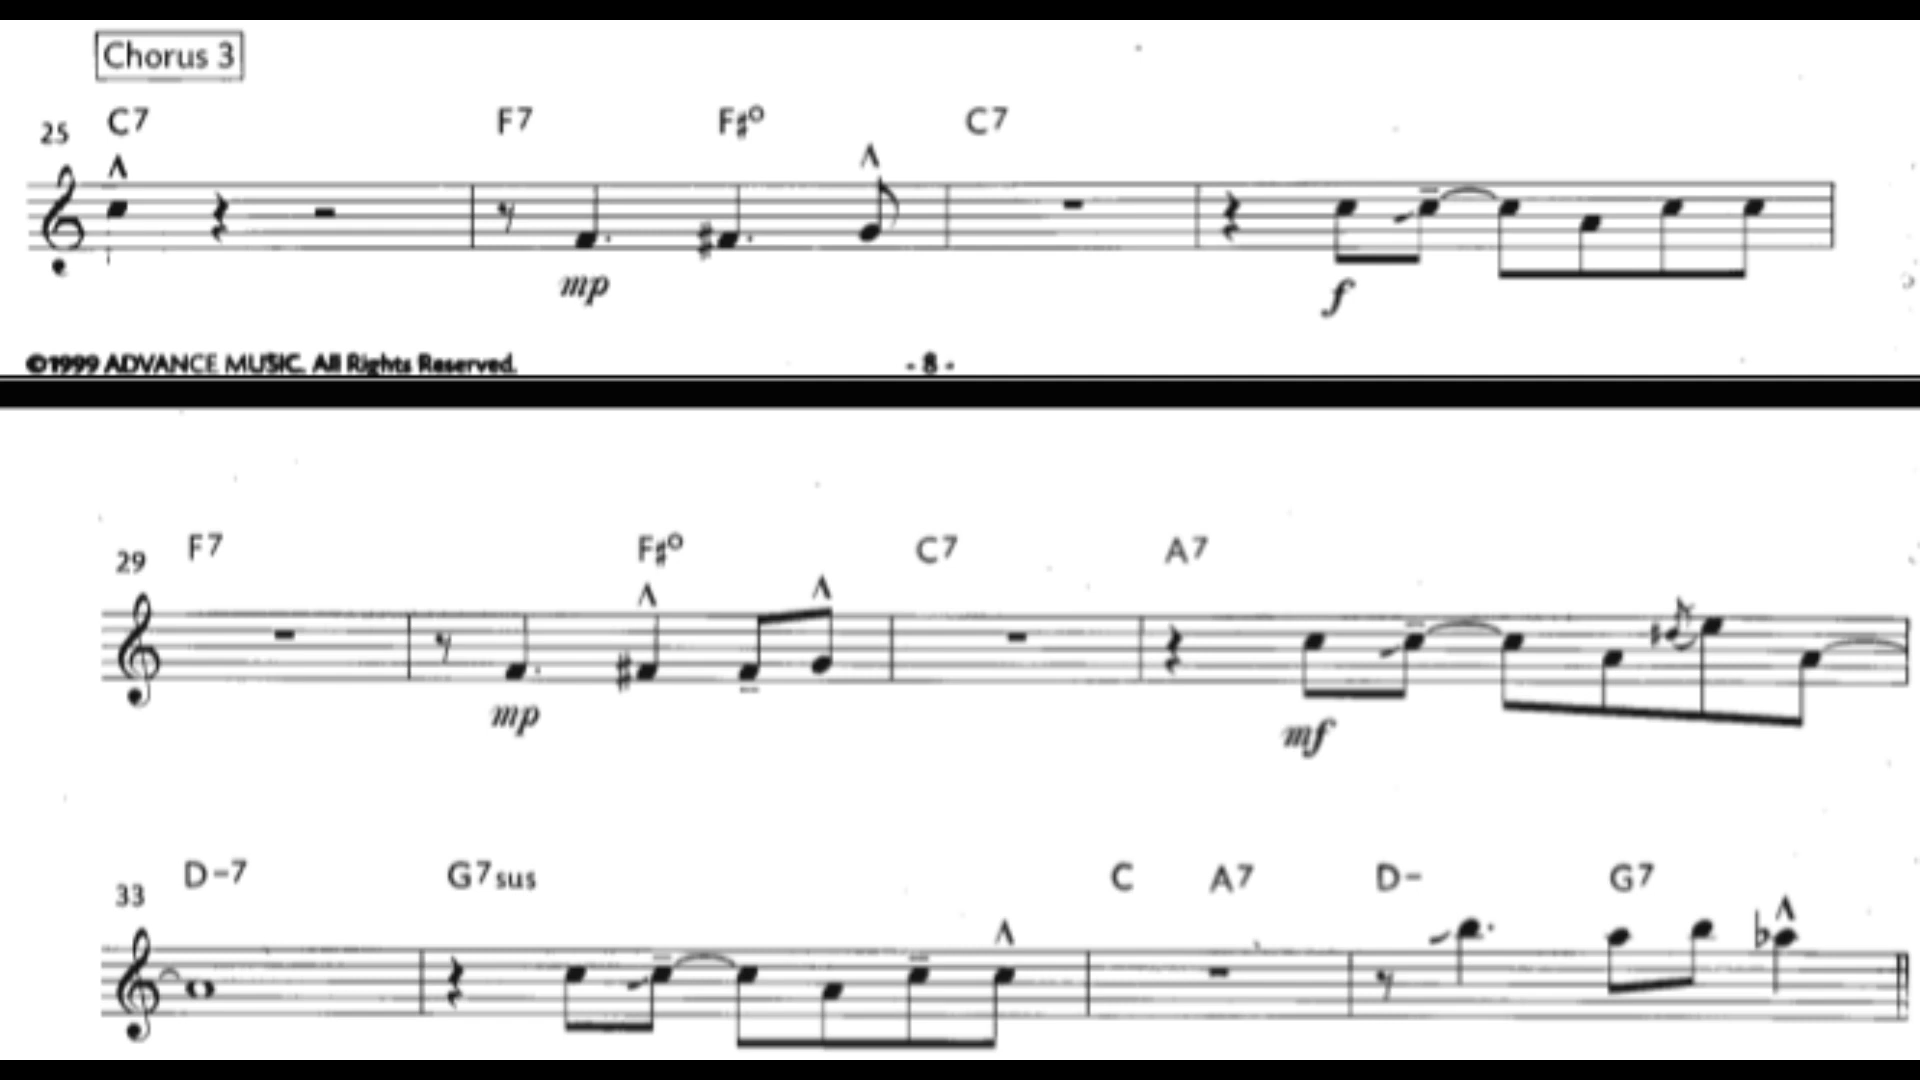 Chorus 3
25 C7 F7 F♯o C7
mp f
©1999 ADVANCE MUSIC. All Rights Reserved. - 8 -
29 F7 F♯o C7 A7
mp mf
33 D-7 G7sus C A7 D- G7